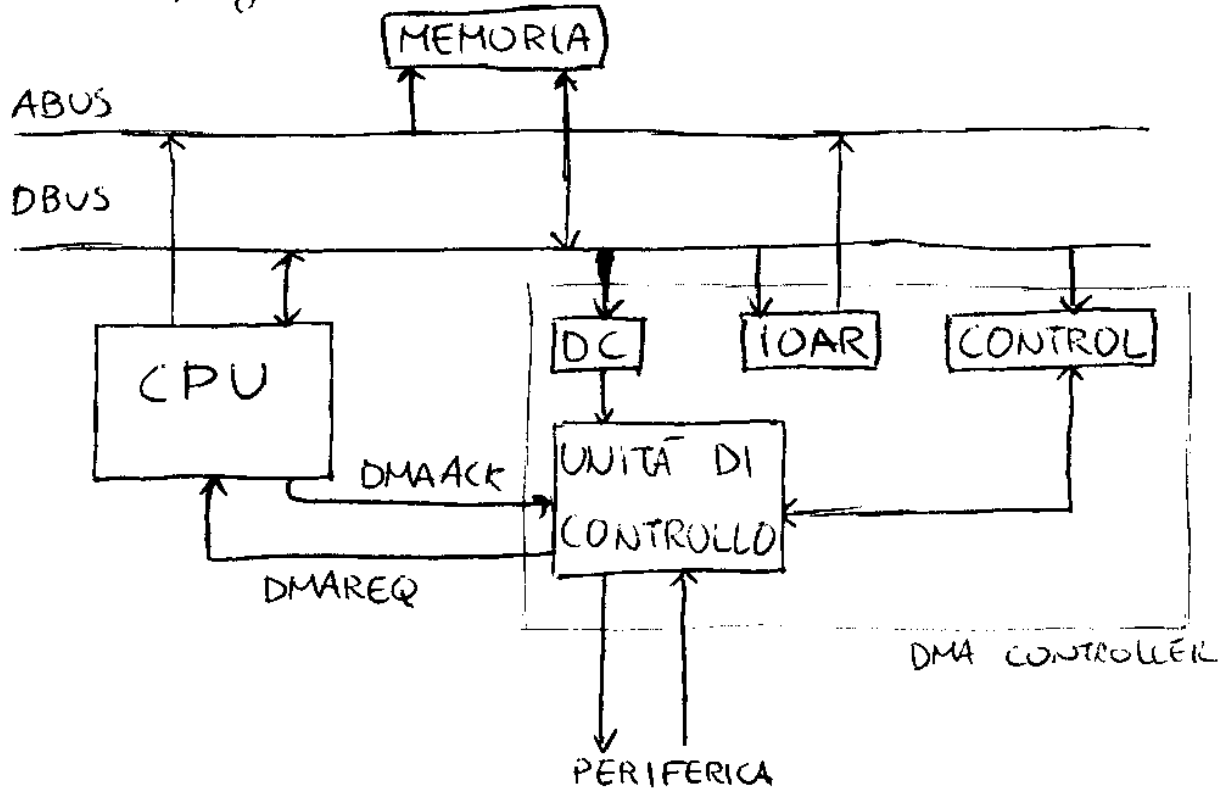 MEMORIA
ABUS
DBUS
CPU
DC
IOAR
CONTROL
UNITÀ DI
CONTROLLO
DMAACK
DMAREQ
DMA CONTROLLER
PERIFERICA